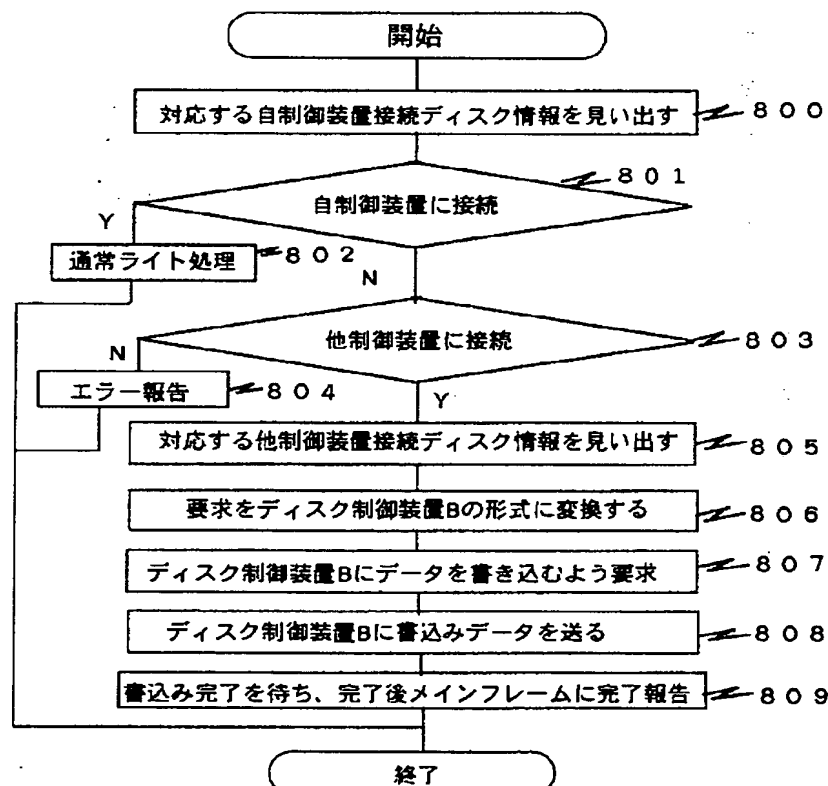 開始
対応する自制御装置接続ディスク情報を見い出す
800
自制御装置に接続
801
Y
通常ライト処理
802
N
他制御装置に接続
803
N
エラー報告
804
Y
対応する他制御装置接続ディスク情報を見い出す
805
要求をディスク制御装置Bの形式に変換する
806
ディスク制御装置Bにデータを書き込むよう要求
807
ディスク制御装置Bに書込みデータを送る
808
書込み完了を待ち、完了後メインフレームに完了報告
809
終了